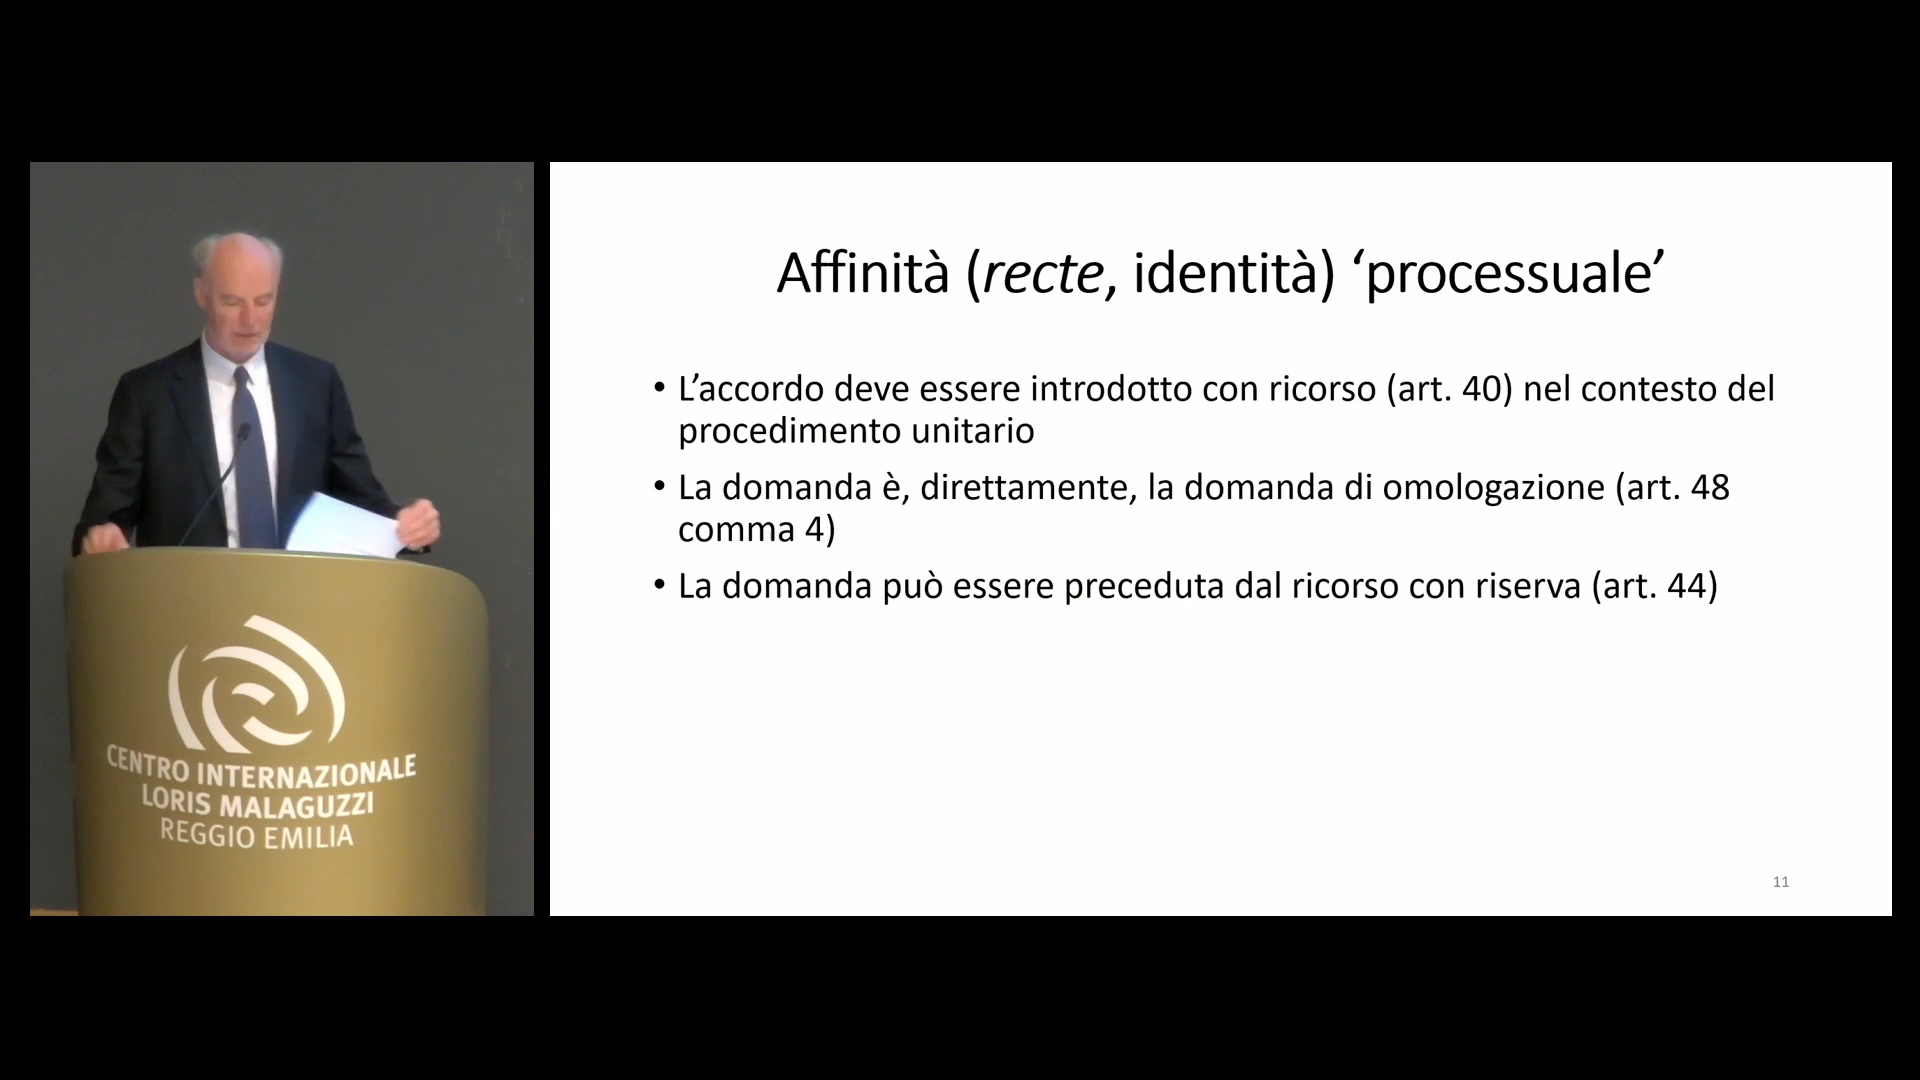 CENTRO INTERNAZIONALE
LORIS MALAGUZZI
REGGIO EMILIA
Affinità (recte, identità) ‘processuale’
• L’accordo deve essere introdotto con ricorso (art. 40) nel contesto del
procedimento unitario
• La domanda è, direttamente, la domanda di omologazione (art. 48
comma 4)
• La domanda può essere preceduta dal ricorso con riserva (art. 44)
11